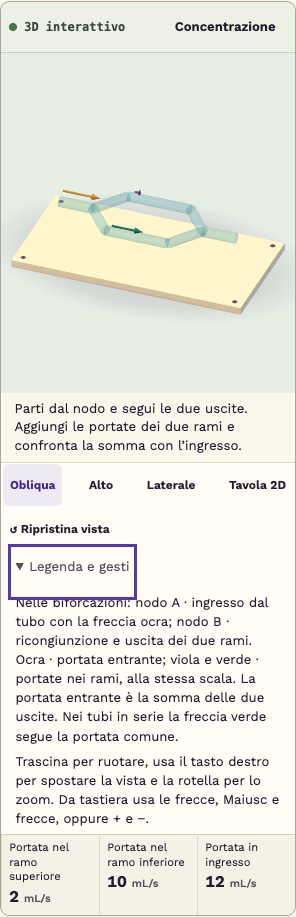 3D interattivo
Concentrazione
Parti dal nodo e segui le due uscite.
Aggiungi le portate dei due rami e
confronta la somma con l’ingresso.
Obliqua
Alto
Laterale
Tavola 2D
↺ Ripristina vista
▼ Legenda e gesti
Nelle biforcazioni: nodo A · ingresso dal
tubo con la freccia ocra; nodo B ·
ricongiunzione e uscita dei due rami.
Ocra · portata entrante; viola e verde ·
portate nei rami, alla stessa scala. La
portata entrante è la somma delle due
uscite. Nei tubi in serie la freccia verde
segue la portata comune.
Trascina per ruotare, usa il tasto destro
per spostare la vista e la rotella per lo
zoom. Da tastiera usa le frecce, Maiusc e
frecce, oppure + e −.
Portata nel
ramo
superiore
2 mL/s
Portata nel
ramo inferiore
10 mL/s
Portata in
ingresso
12 mL/s